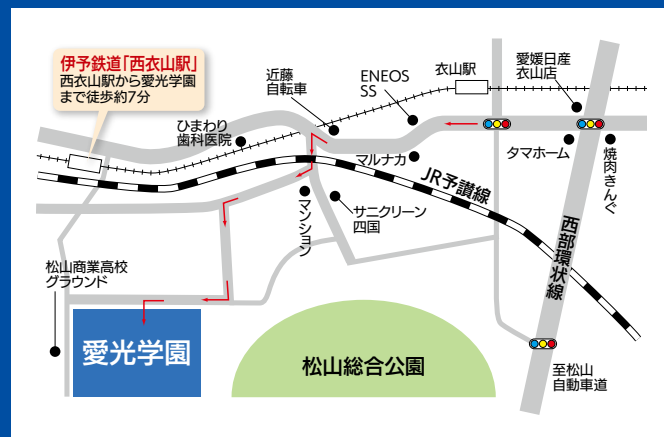 伊予鉄道「西衣山駅」
西衣山駅から愛光学園
まで徒歩約7分
近藤
自転車
ENEOS
SS
衣山駅
愛媛日産
衣山店
ひまわり
歯科医院
マルナカ
タマホーム
焼肉きんぐ
JR予讃線
マンション
サニクリーン
四国
西部環状線
松山商業高校
グラウンド
愛光学園
松山総合公園
至松山
自動車道